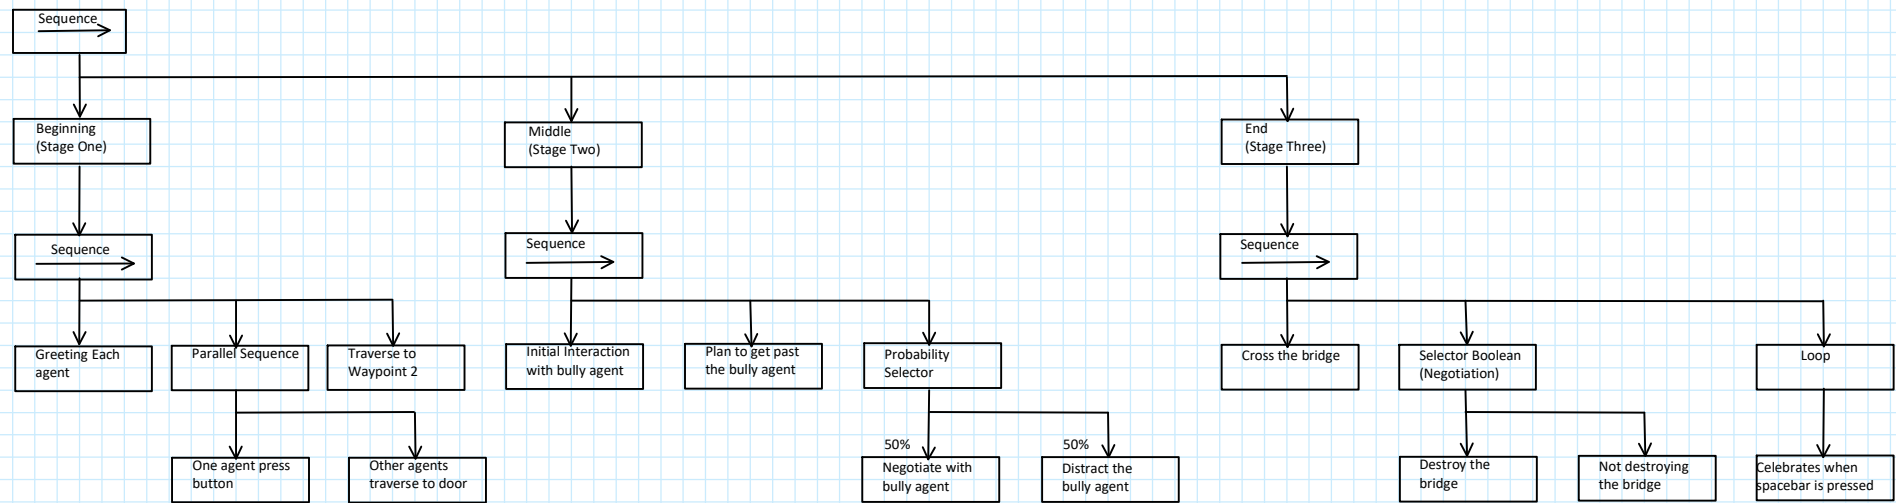 Sequence
Beginning
(Stage One)
Middle
(Stage Two)
End
(Stage Three)
Sequence
Sequence
Sequence
Greeting Each
agent
Parallel Sequence
Traverse to
Waypoint 2
Initial Interaction
with bully agent
Plan to get past
the bully agent
Probability
Selector
Cross the bridge
Selector Boolean
(Negotiation)
Loop
One agent press
button
Other agents
traverse to door
50%
Negotiate with
bully agent
50%
Distract the
bully agent
Destroy the
bridge
Not destroying
the bridge
Celebrates when
spacebar is pressed